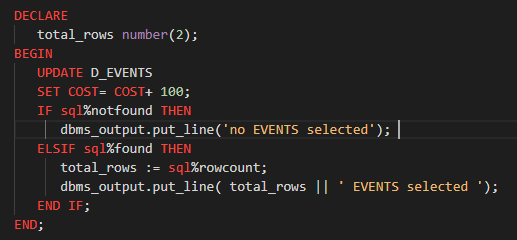 DECLARE
total_rows number(2);
BEGIN
UPDATE D_EVENTS
SET COST= COST+ 100;
IF sql%notfound THEN
dbms_output.put_line('no EVENTS selected');
ELSIF sql%found THEN
total_rows := sql%rowcount;
dbms_output.put_line( total_rows || ' EVENTS selected ');
END IF;
END;